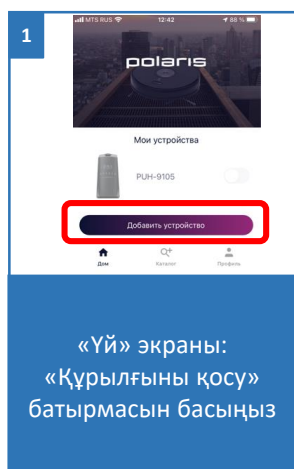 1
MTS RUS 12:42 88 %
polaris
Мои устройства
PUH-9105
Добавить устройство
Дом Каталог Профиль
«Үй» экраны:
«Құрылғыны қосу»
батырмасын басыңыз